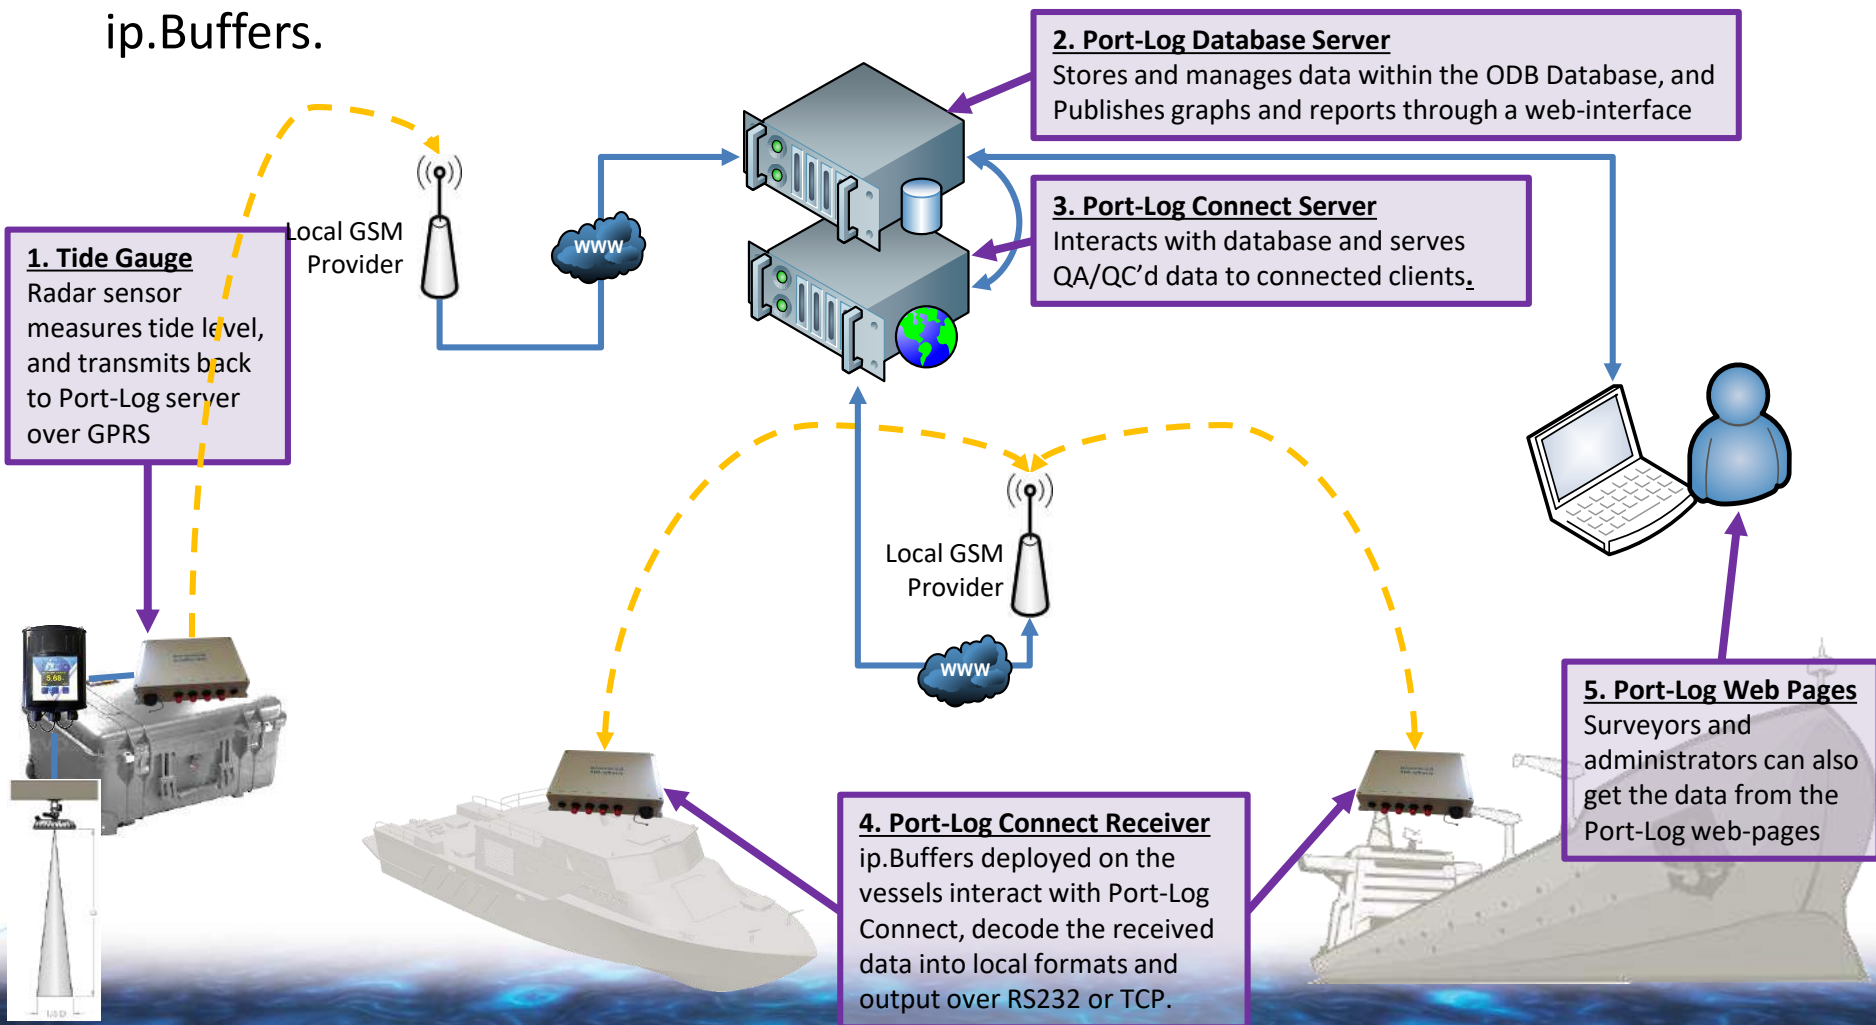 ip.Buffers.
2. Port-Log Database Server
Stores and manages data within the ODB Database, and
Publishes graphs and reports through a web-interface
Local GSM
Provider
www
3. Port-Log Connect Server
Interacts with database and serves
QA/QC’d data to connected clients.
1. Tide Gauge
Radar sensor
measures tide level,
and transmits back
to Port-Log server
over GPRS
Local GSM
Provider
www
5. Port-Log Web Pages
Surveyors and
administrators can also
get the data from the
Port-Log web-pages
4. Port-Log Connect Receiver
ip.Buffers deployed on the
vessels interact with Port-Log
Connect, decode the received
data into local formats and
output over RS232 or TCP.